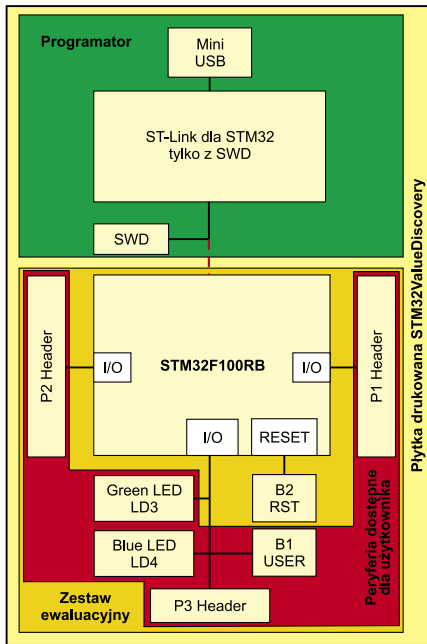 Programator
Mini
USB
ST-Link dla STM32
tylko z SWD
SWD
Płytka drukowana STM32ValueDiscovery
P2 Header
I/O
STM32F100RB
I/O
P1 Header
I/O
RESET
Green LED
LD3
B2
RST
Blue LED
LD4
B1
USER
Peryferia dostępne
dla użytkownika
Zestaw
ewaluacyjny
P3 Header